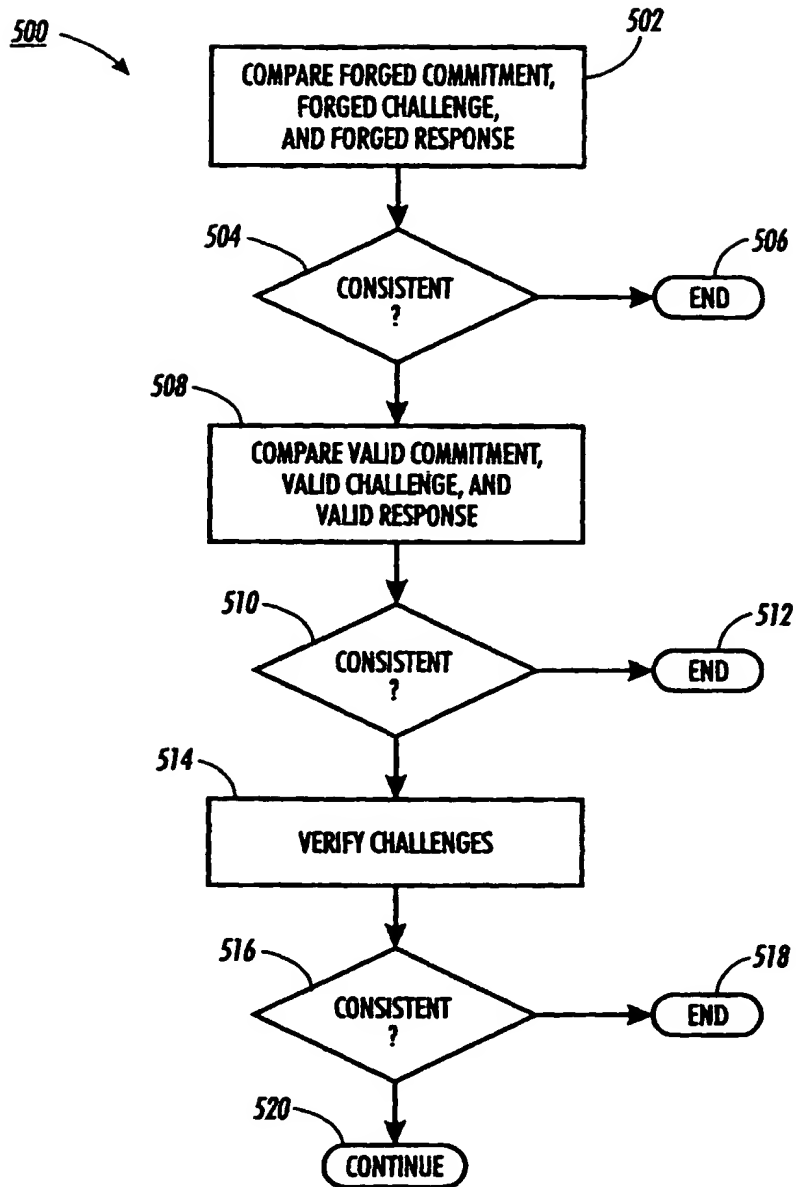 500
502
COMPARE FORGED COMMITMENT,
FORGED CHALLENGE,
AND FORGED RESPONSE
504
CONSISTENT
?
506
END
508
COMPARE VALID COMMITMENT,
VALID CHALLENGE, AND
VALID RESPONSE
510
CONSISTENT
?
512
END
514
VERIFY CHALLENGES
516
CONSISTENT
?
518
END
520
CONTINUE